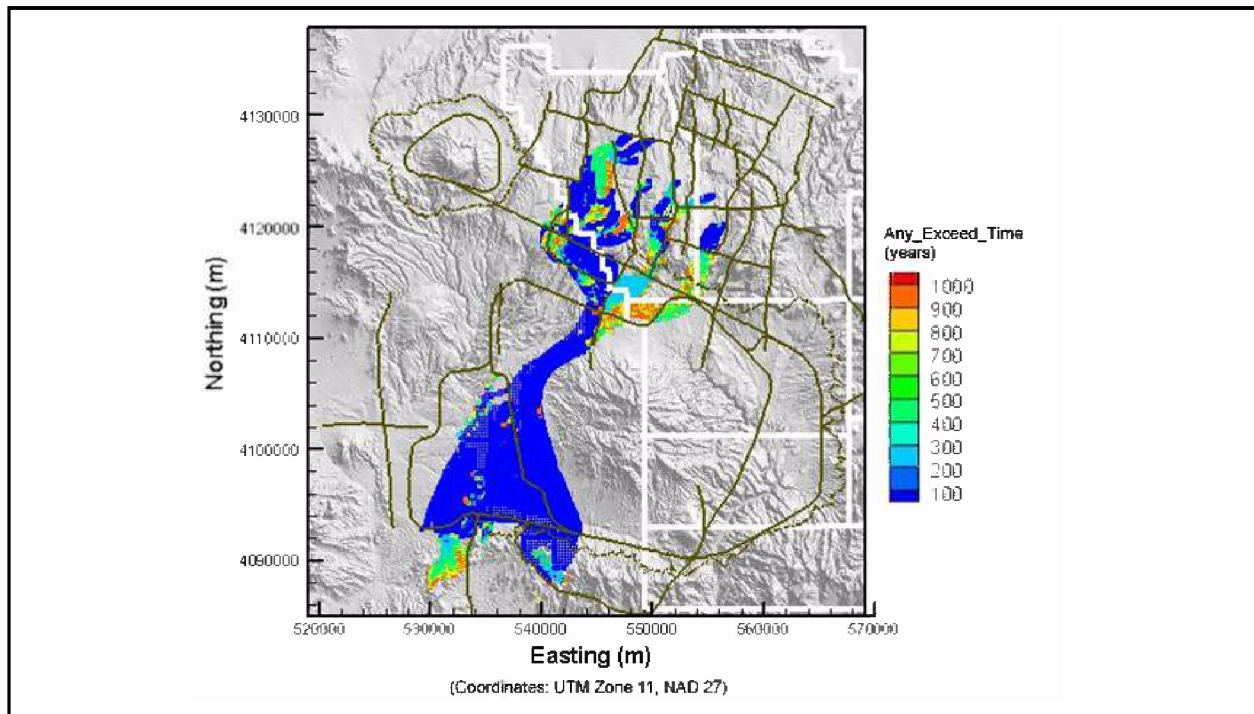 4130000
4120000
4110000
4100000
4090000
Northing (m)
520000 530000 540000 550000 560000 570000
Easting (m)
(Coordinates: UTM Zone 11, NAD 27)
Any_Exceed_Time
(years)
1000
900
800
700
600
500
400
300
200
100